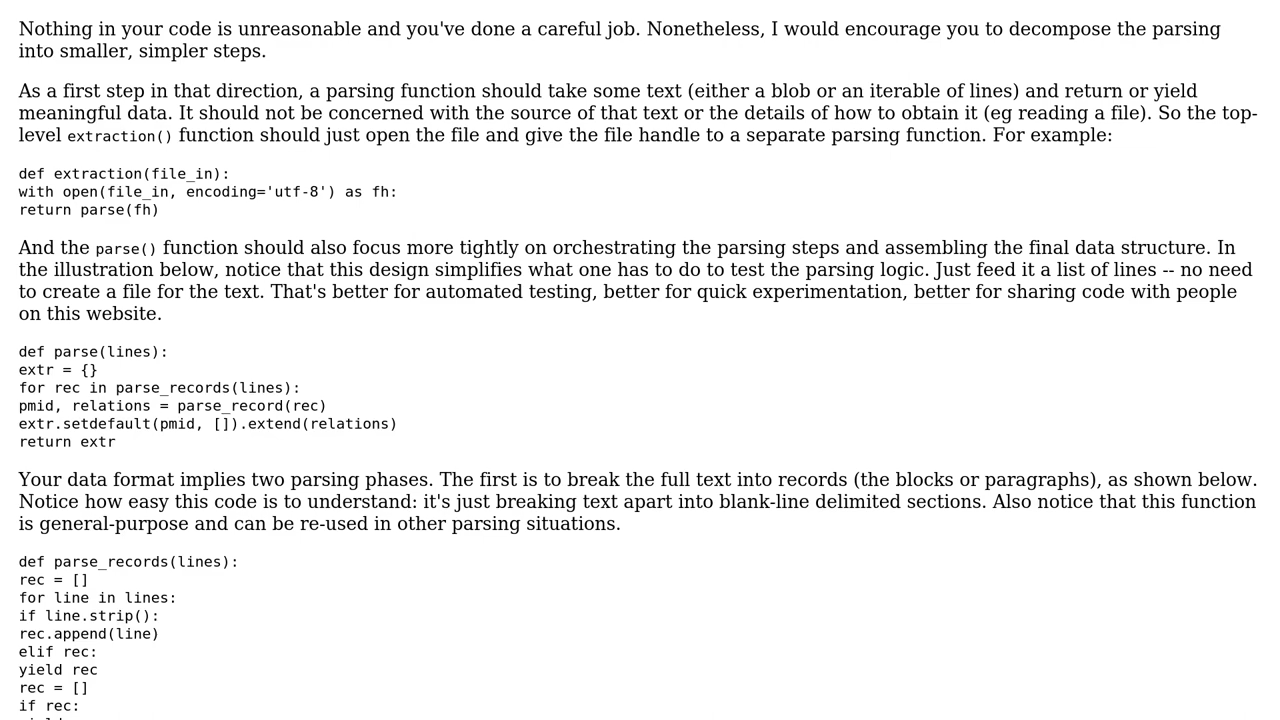 Nothing in your code is unreasonable and you've done a careful job. Nonetheless, I would encourage you to decompose the parsing
into smaller, simpler steps.
As a first step in that direction, a parsing function should take some text (either a blob or an iterable of lines) and return or yield
meaningful data. It should not be concerned with the source of that text or the details of how to obtain it (eg reading a file). So the top-
level extraction() function should just open the file and give the file handle to a separate parsing function. For example:
def extraction(file_in):
with open(file_in, encoding='utf-8') as fh:
return parse(fh)
And the parse() function should also focus more tightly on orchestrating the parsing steps and assembling the final data structure. In
the illustration below, notice that this design simplifies what one has to do to test the parsing logic. Just feed it a list of lines -- no need
to create a file for the text. That's better for automated testing, better for quick experimentation, better for sharing code with people
on this website.
def parse(lines):
extr = {}
for rec in parse_records(lines):
pmid, relations = parse_record(rec)
extr.setdefault(pmid, []).extend(relations)
return extr
Your data format implies two parsing phases. The first is to break the full text into records (the blocks or paragraphs), as shown below.
Notice how easy this code is to understand: it's just breaking text apart into blank-line delimited sections. Also notice that this function
is general-purpose and can be re-used in other parsing situations.
def parse_records(lines):
rec = []
for line in lines:
if line.strip():
rec.append(line)
elif rec:
yield rec
rec = []
if rec: